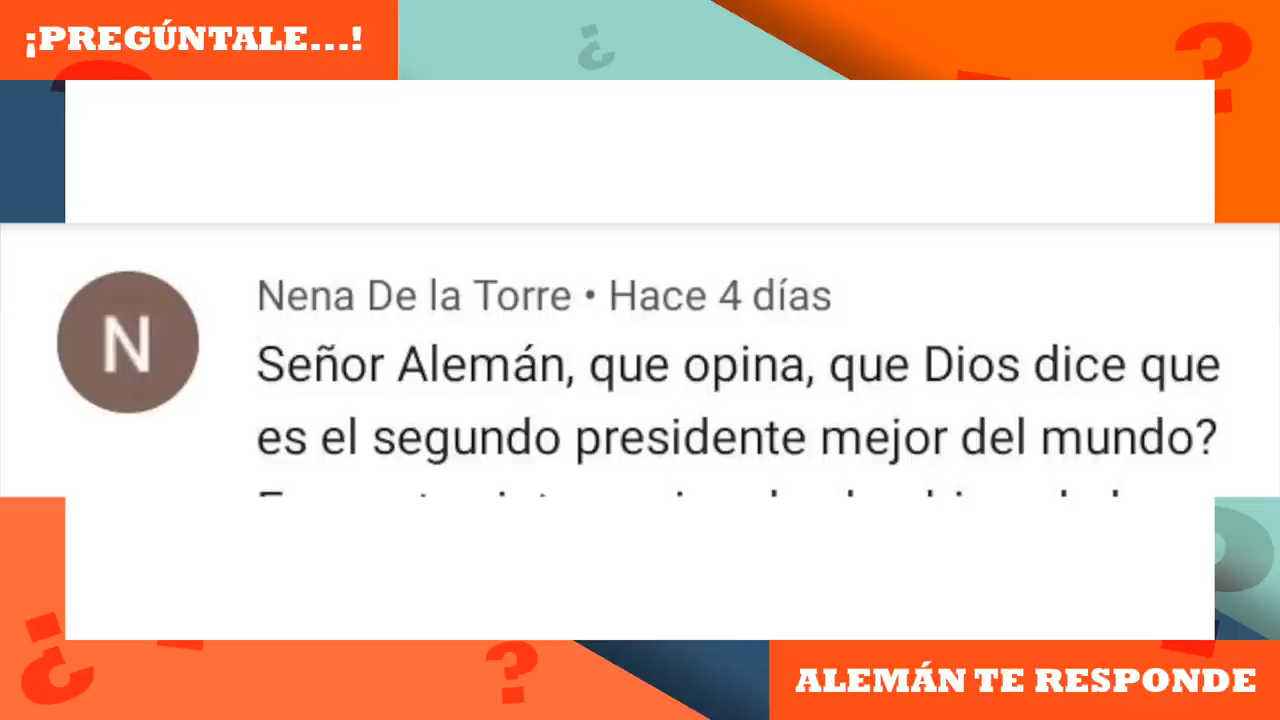 ¡PREGÚNTALE...!
Nena De la Torre • Hace 4 días
Señor Alemán, que opina, que Dios dice que
es el segundo presidente mejor del mundo?
ALEMÁN TE RESPONDE